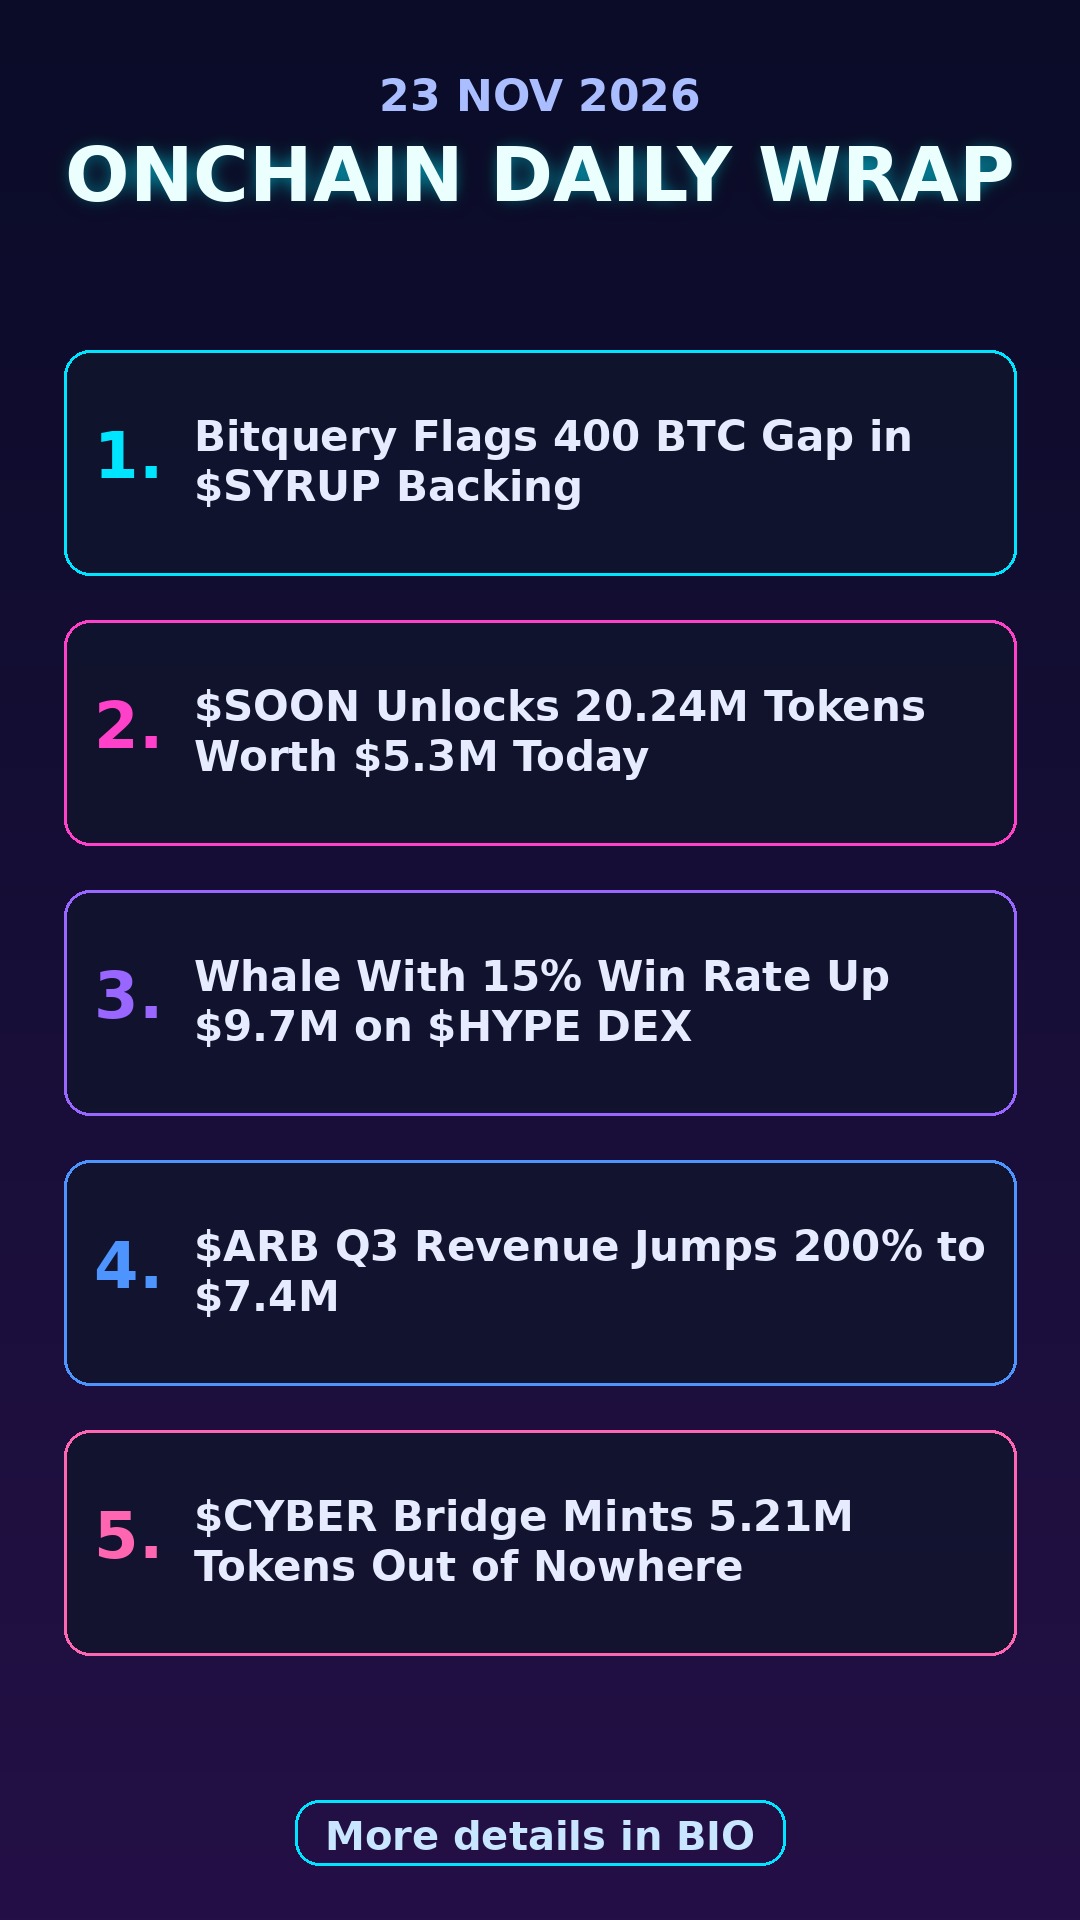 23 NOV 2026
ONCHAIN DAILY WRAP
1. Bitquery Flags 400 BTC Gap in
$SYRUP Backing
2. $SOON Unlocks 20.24M Tokens
Worth $5.3M Today
3. Whale With 15% Win Rate Up
$9.7M on $HYPE DEX
4. $ARB Q3 Revenue Jumps 200% to
$7.4M
5. $CYBER Bridge Mints 5.21M
Tokens Out of Nowhere
More details in BIO